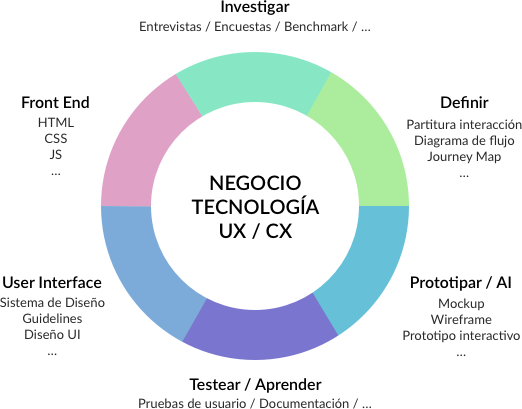 Investigar
Entrevistas / Encuestas / Benchmark / ...
Definir
Partitura interacción
Diagrama de flujo
Journey Map
...
Prototipar / AI
Mockup
Wireframe
Prototipo interactivo
...
Testear / Aprender
Pruebas de usuario / Documentación / ...
User Interface
Sistema de Diseño
Guidelines
Diseño UI
...
Front End
HTML
CSS
JS
...
NEGOCIO
TECNOLOGÍA
UX / CX